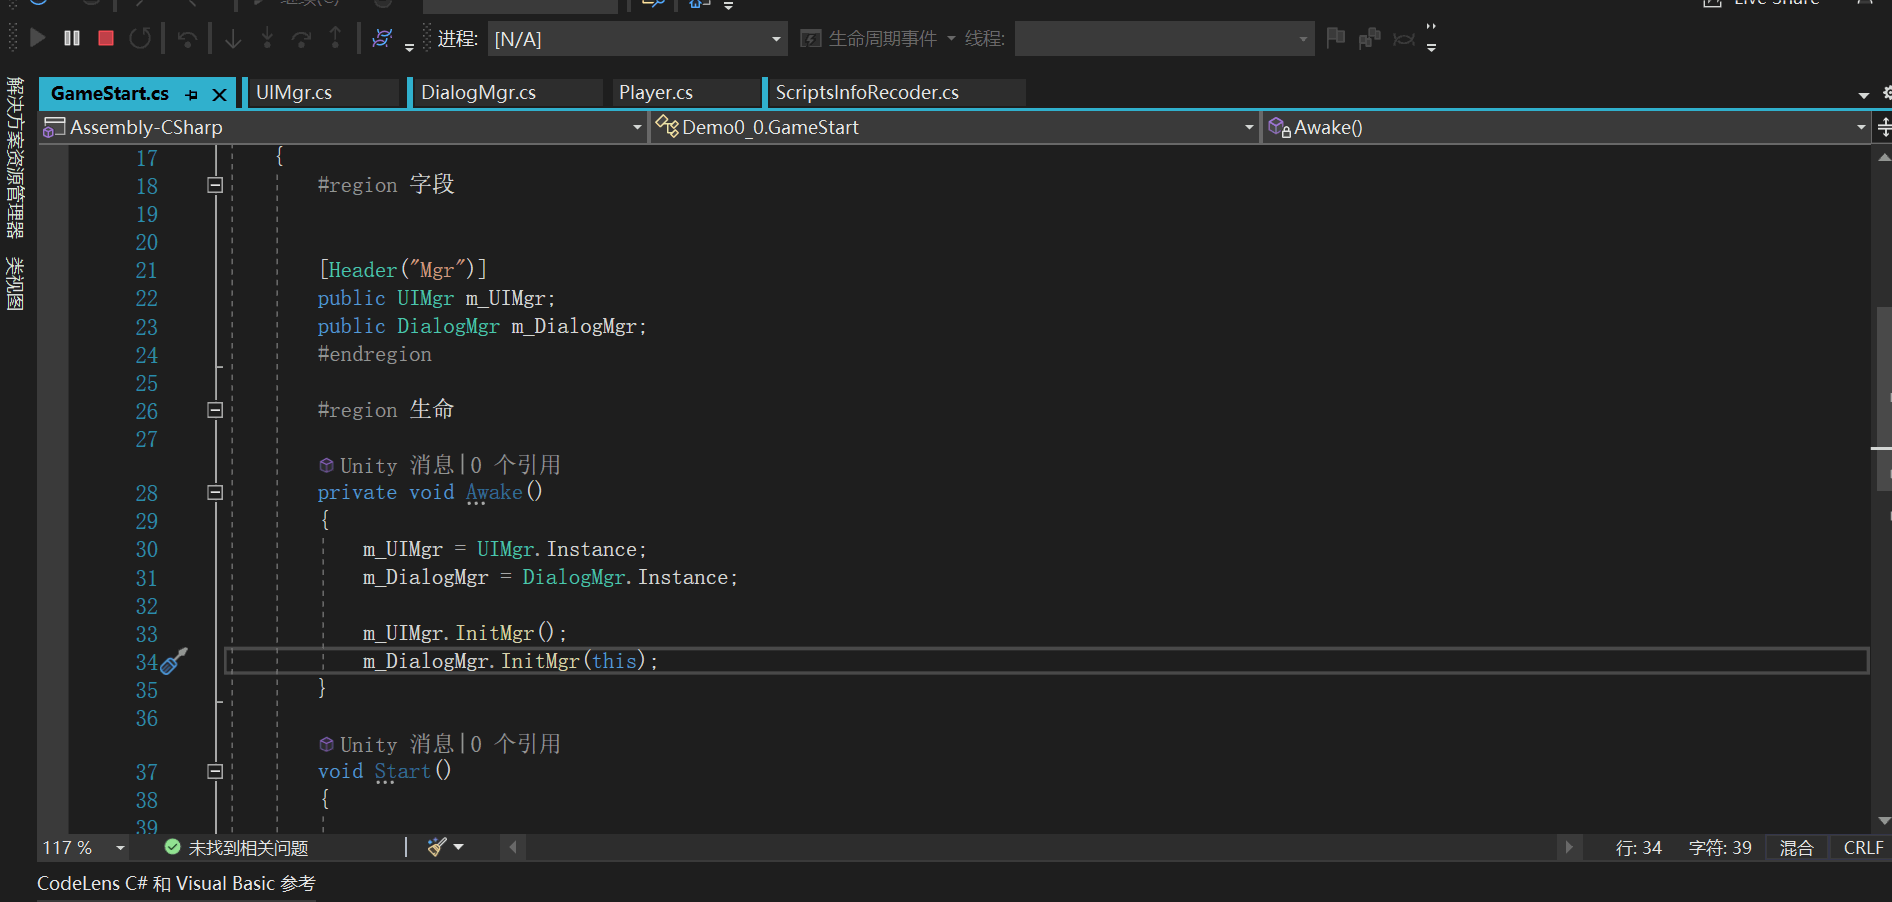 Live Share
进程: [N/A] 生命周期事件 线程:
GameStart.cs UIMgr.cs DialogMgr.cs Player.cs ScriptsInfoRecoder.cs
Assembly-CSharp Demo0_0.GameStart Awake()
解决方案资源管理器
类视图
17 {
18 #region 字段
19
20
21 [Header("Mgr")]
22 public UIMgr m_UIMgr;
23 public DialogMgr m_DialogMgr;
24 #endregion
25
26 #region 生命
27
Unity 消息|0 个引用
28 private void Awake()
29 {
30 m_UIMgr = UIMgr.Instance;
31 m_DialogMgr = DialogMgr.Instance;
32
33 m_UIMgr.InitMgr();
34 m_DialogMgr.InitMgr(this);
35 }
36
Unity 消息|0 个引用
37 void Start()
38 {
39
117 % 未找到相关问题 行: 34 字符: 39 混合 CRLF
CodeLens C# 和 Visual Basic 参考